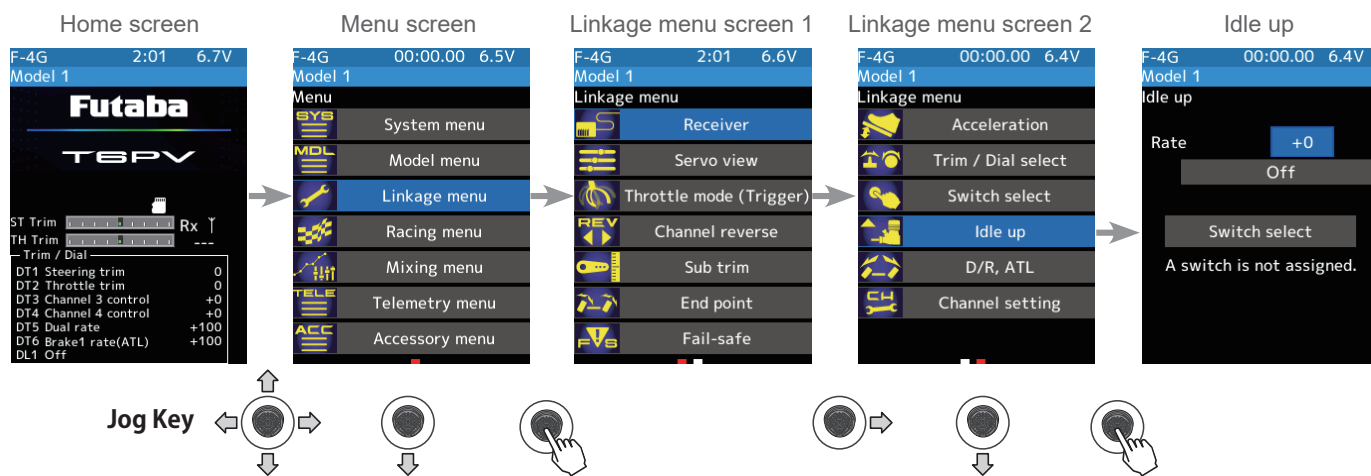 Home screen
F-4G 2:01 6.7V
Model 1
Futaba
T6PV
ST Trim
TH Trim
Rx
---
Trim / Dial
DT1 Steering trim 0
DT2 Throttle trim 0
DT3 Channel 3 control +0
DT4 Channel 4 control +0
DT5 Dual rate +100
DT6 Brake1 rate(ATL) +100
DL1 Off
Menu screen
F-4G 00:00.00 6.5V
Model 1
Menu
SYS System menu
MDL Model menu
Linkage menu
Racing menu
Mixing menu
TELE Telemetry menu
ACC Accessory menu
Linkage menu screen 1
F-4G 2:01 6.6V
Model 1
Linkage menu
Receiver
Servo view
Throttle mode (Trigger)
REV Channel reverse
Sub trim
End point
F/S Fail-safe
Linkage menu screen 2
F-4G 00:00.00 6.4V
Model 1
Linkage menu
Acceleration
Trim / Dial select
Switch select
Idle up
D/R, ATL
CH Channel setting
Idle up
F-4G 00:00.00 6.4V
Model 1
Idle up
Rate +0
Off
Switch select
A switch is not assigned.
Jog Key